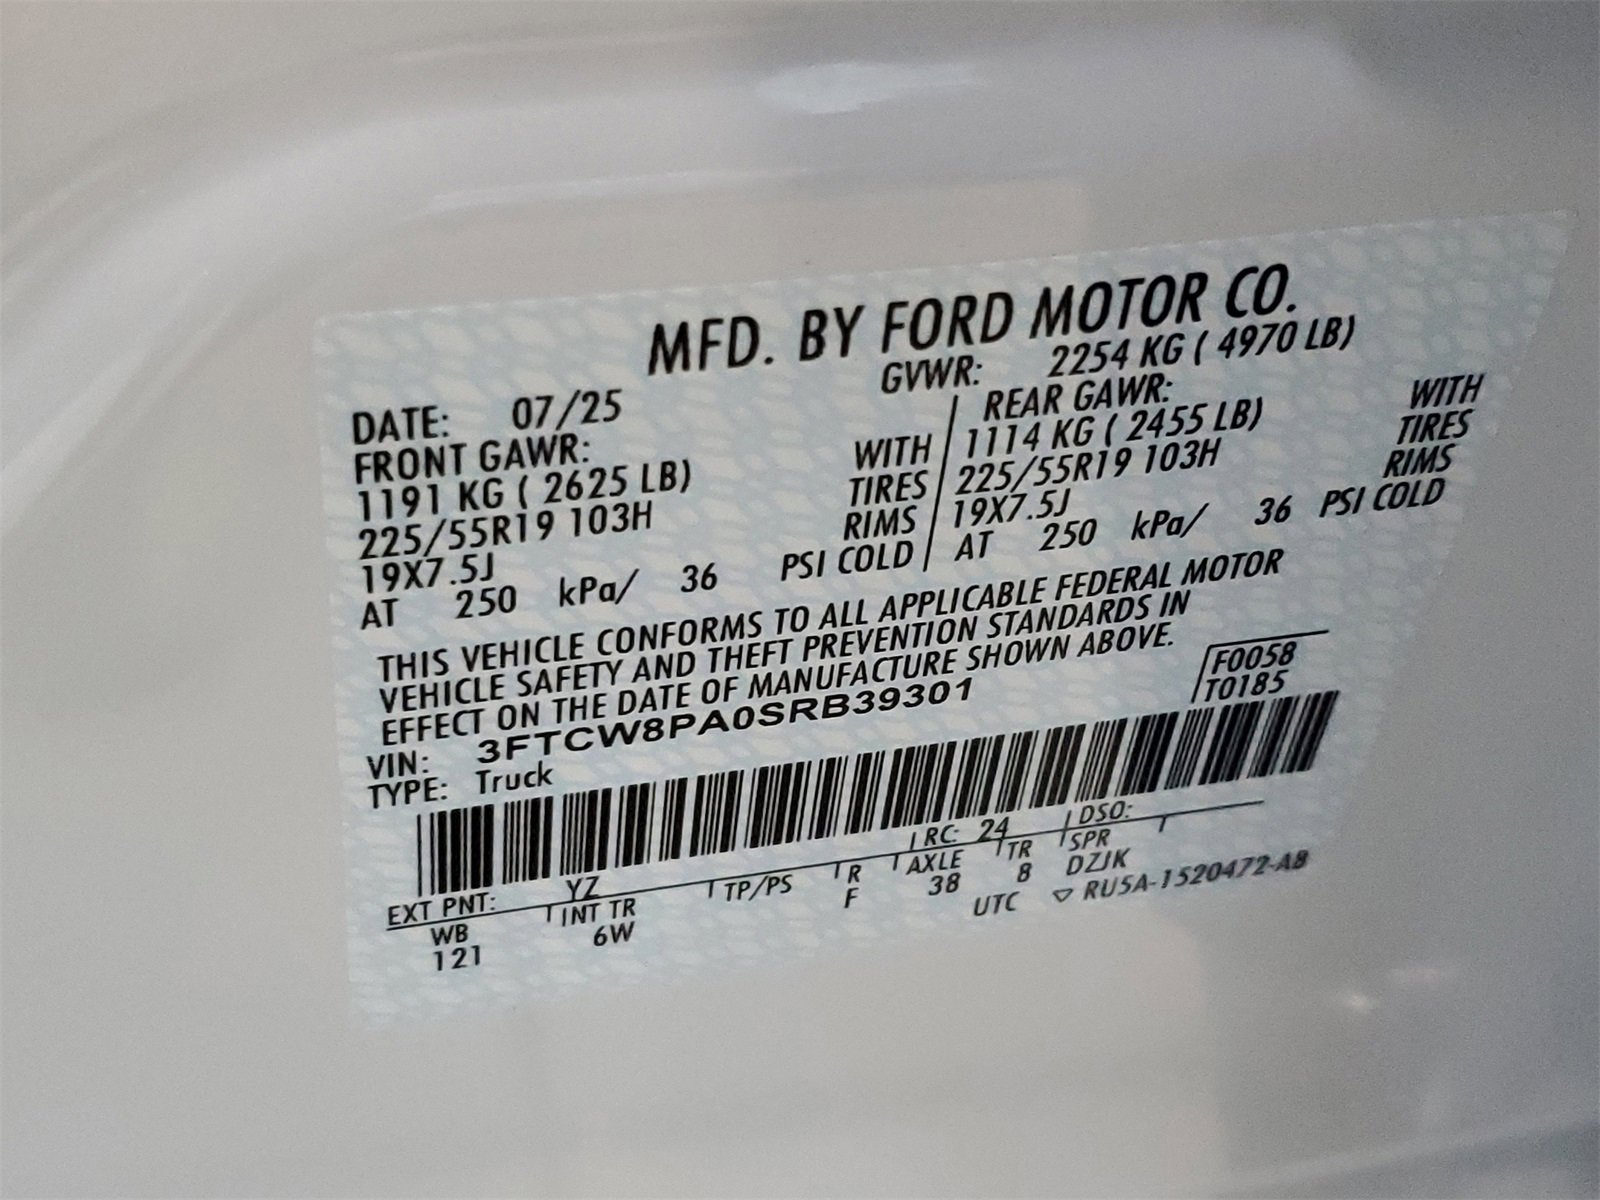 MFD. BY FORD MOTOR CO.
DATE: 07/25 GVWR: 2254 KG ( 4970 LB)
FRONT GAWR: REAR GAWR:
1191 KG ( 2625 LB) WITH 1114 KG ( 2455 LB) WITH
225/55R19 103H TIRES 225/55R19 103H TIRES
19X7.5J RIMS 19X7.5J RIMS
AT 250 kPa/ 36 PSI COLD AT 250 kPa/ 36 PSI COLD
THIS VEHICLE CONFORMS TO ALL APPLICABLE FEDERAL MOTOR
VEHICLE SAFETY AND THEFT PREVENTION STANDARDS IN
EFFECT ON THE DATE OF MANUFACTURE SHOWN ABOVE.
VIN: 3FTCW8PA0SRB39301 F0058
TYPE: Truck T0185
EXT PNT: YZ RC: 24 DSO:
WB INT TR TP/PS R AXLE TR SPR
121 6W F 38 8 DZJK
UTC ▽ RU5A-1520472-AB